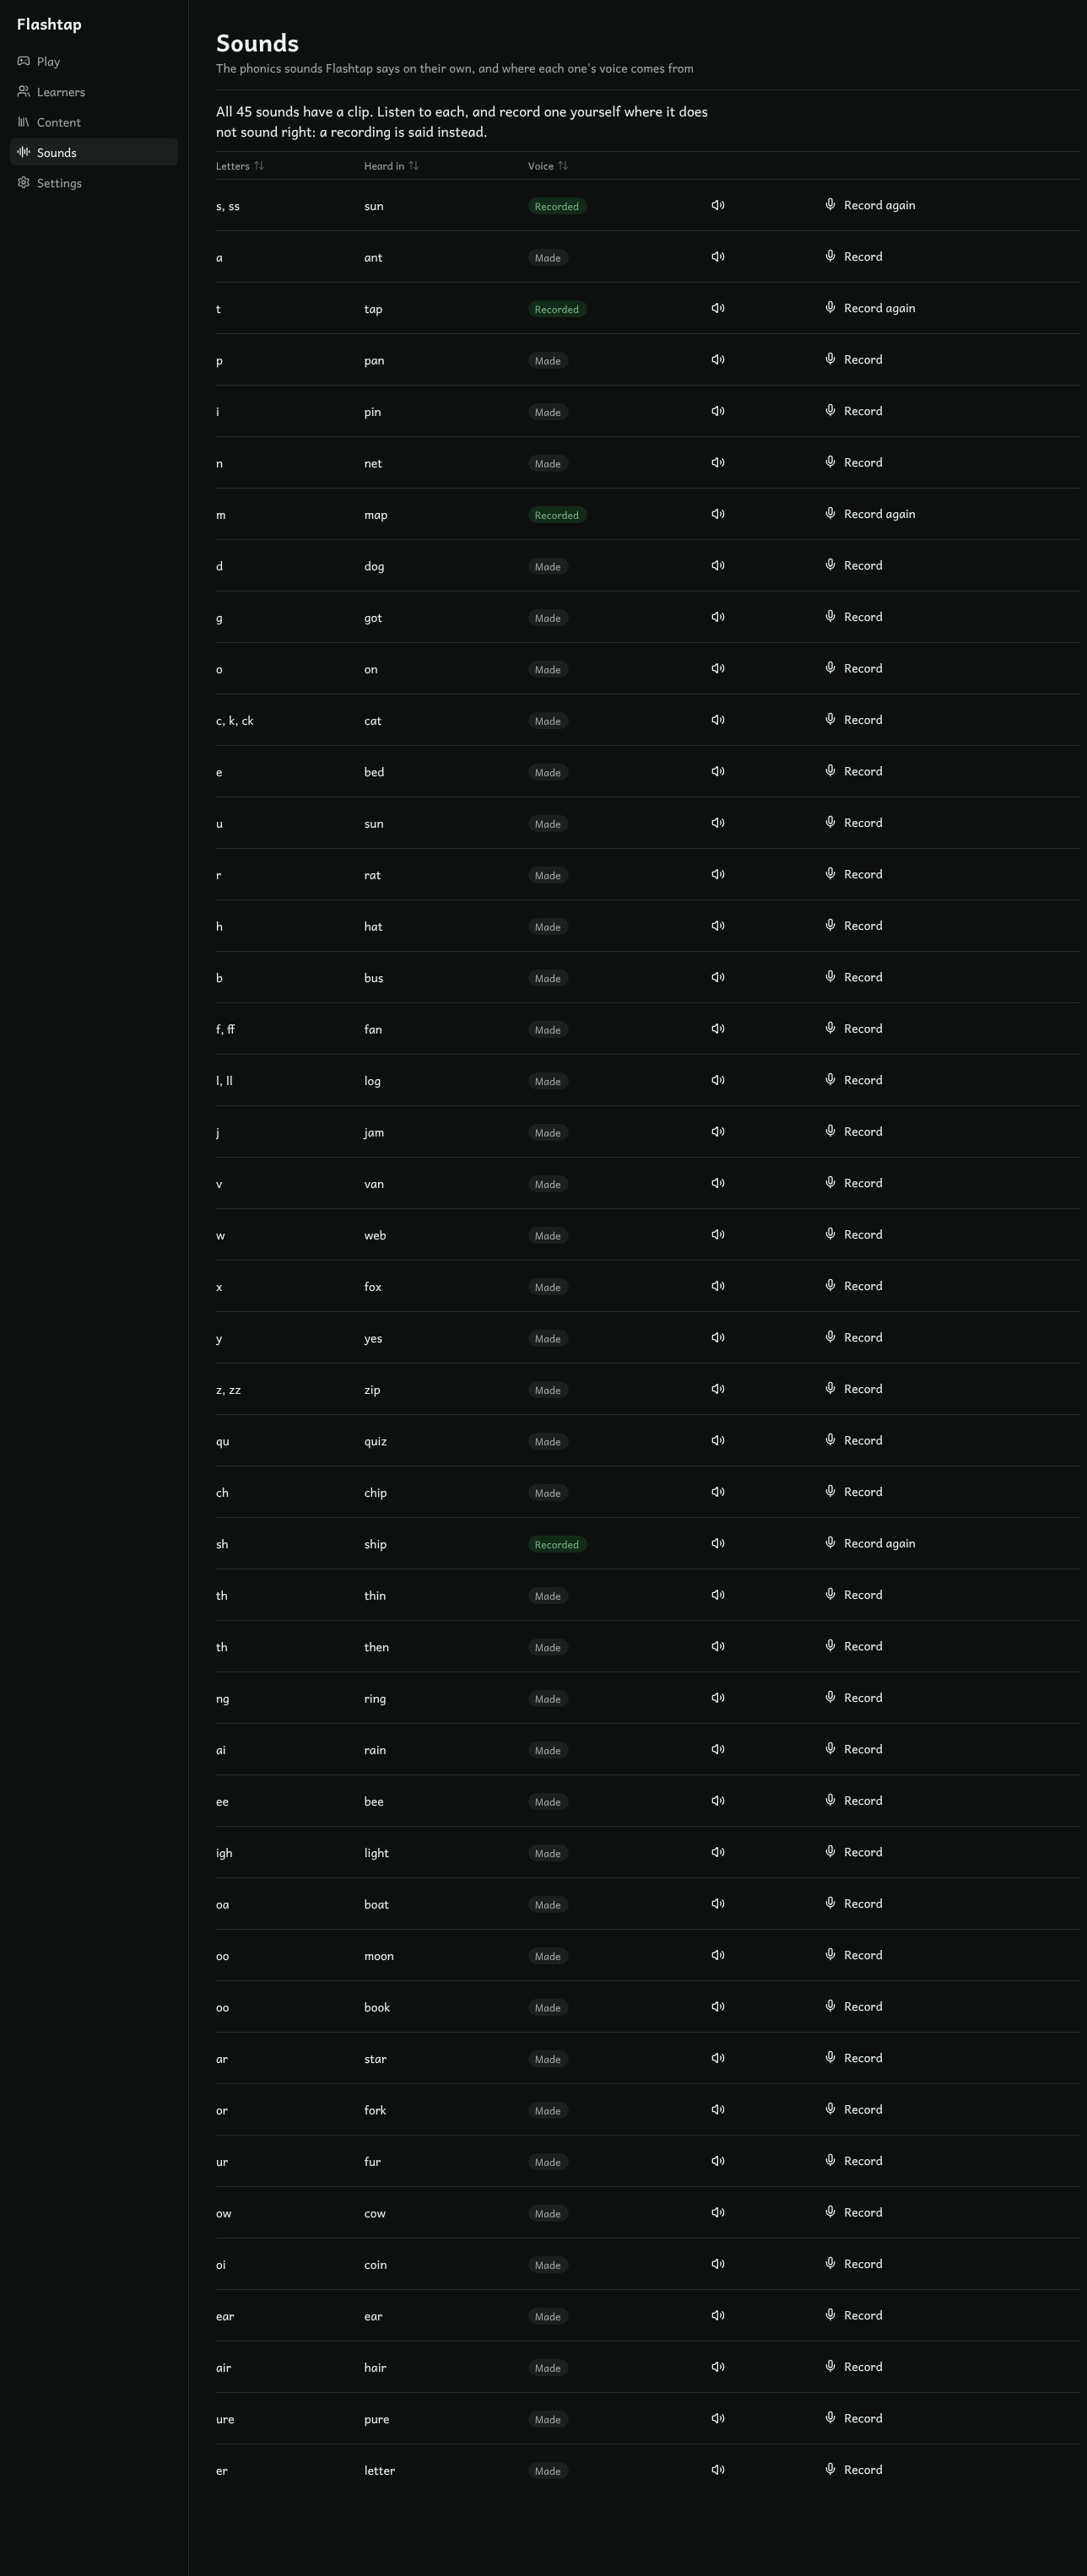 Flashtap
Play
Learners
Content
Sounds
Settings
Sounds
The phonics sounds Flashtap says on their own, and where each one's voice comes from
All 45 sounds have a clip. Listen to each, and record one yourself where it does
not sound right: a recording is said instead.
Letters Heard in Voice
s, ss sun Recorded Record again
a ant Made Record
t tap Recorded Record again
p pan Made Record
i pin Made Record
n net Made Record
m map Recorded Record again
d dog Made Record
g got Made Record
o on Made Record
c, k, ck cat Made Record
e bed Made Record
u sun Made Record
r rat Made Record
h hat Made Record
b bus Made Record
f, ff fan Made Record
l, ll log Made Record
j jam Made Record
v van Made Record
w web Made Record
x fox Made Record
y yes Made Record
z, zz zip Made Record
qu quiz Made Record
ch chip Made Record
sh ship Recorded Record again
th thin Made Record
th then Made Record
ng ring Made Record
ai rain Made Record
ee bee Made Record
igh light Made Record
oa boat Made Record
oo moon Made Record
oo book Made Record
ar star Made Record
or fork Made Record
ur fur Made Record
ow cow Made Record
oi coin Made Record
ear ear Made Record
air hair Made Record
ure pure Made Record
er letter Made Record